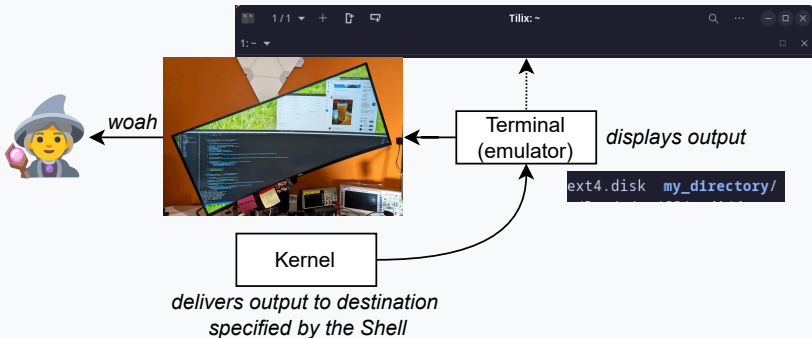 1 / 1
Tilix: ~
1: ~
woah
Terminal
(emulator)
displays output
ext4.disk my_directory/
Kernel
delivers output to destination
specified by the Shell